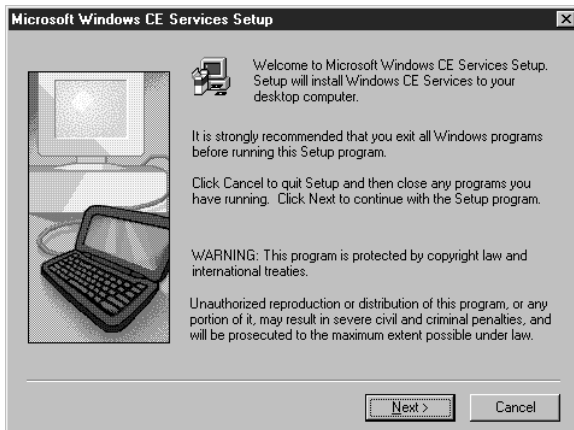 Microsoft Windows CE Services Setup
Welcome to Microsoft Windows CE Services Setup.
Setup will install Windows CE Services to your
desktop computer.
It is strongly recommended that you exit all Windows programs
before running this Setup program.
Click Cancel to quit Setup and then close any programs you
have running. Click Next to continue with the Setup program.
WARNING: This program is protected by copyright law and
international treaties.
Unauthorized reproduction or distribution of this program, or any
portion of it, may result in severe civil and criminal penalties, and
will be prosecuted to the maximum extent possible under law.
Next >
Cancel